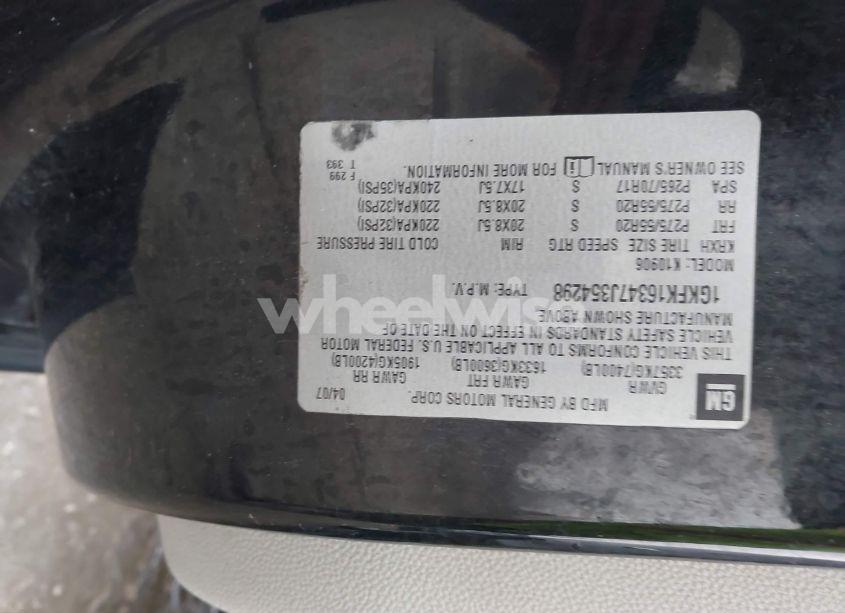 GM
MFD BY GENERAL MOTORS CORP. 04/07
GVWR GAWR FRT GAWR RR
3357KG(7400LB) 1633KG(3600LB) 1905KG(4200LB)
THIS VEHICLE CONFORMS TO ALL APPLICABLE U.S. FEDERAL MOTOR
VEHICLE SAFETY STANDARDS IN EFFECT ON THE DATE OF
MANUFACTURE SHOWN ABOVE.
1GKFK16347J354298 TYPE: M.P.V.
MODEL: K10906
KRXH TIRE SIZE SPEED RTG RIM COLD TIRE PRESSURE
FRT P275/55R20 S 20X8.5J 220KPA(32PSI)
RR P275/55R20 S 20X8.5J 220KPA(32PSI)
SPA P265/70R17 S 17X7.5J 240KPA(35PSI)
SEE OWNER'S MANUAL FOR MORE INFORMATION.
F 299
T 393
wheelwise